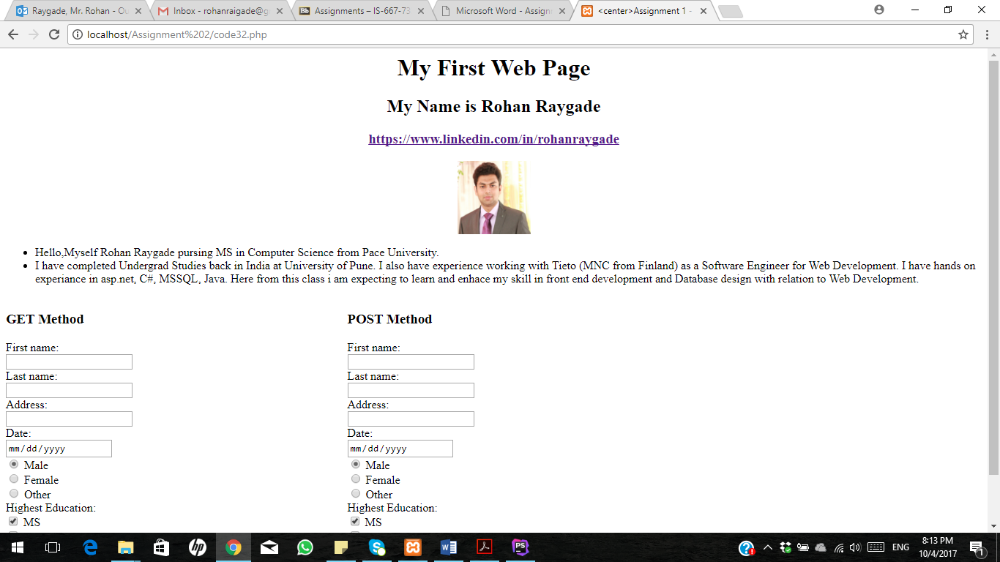 Raygade, Mr. Rohan - Ou
Inbox - rohanraigade@g
Assignments – IS-667-73
Microsoft Word - Assign
<center>Assignment 1 -
localhost/Assignment%202/code32.php
My First Web Page
My Name is Rohan Raygade
https://www.linkedin.com/in/rohanraygade
Hello,Myself Rohan Raygade pursing MS in Computer Science from Pace University.
I have completed Undergrad Studies back in India at University of Pune. I also have experience working with Tieto (MNC from Finland) as a Software Engineer for Web Development. I have hands on
experiance in asp.net, C#, MSSQL, Java. Here from this class i am expecting to learn and enhace my skill in front end development and Database design with relation to Web Development.
GET Method
First name:
Last name:
Address:
Date:
mm/dd/yyyy
Male
Female
Other
Highest Education:
MS
POST Method
First name:
Last name:
Address:
Date:
mm/dd/yyyy
Male
Female
Other
Highest Education:
MS
ENG
8:13 PM
10/4/2017